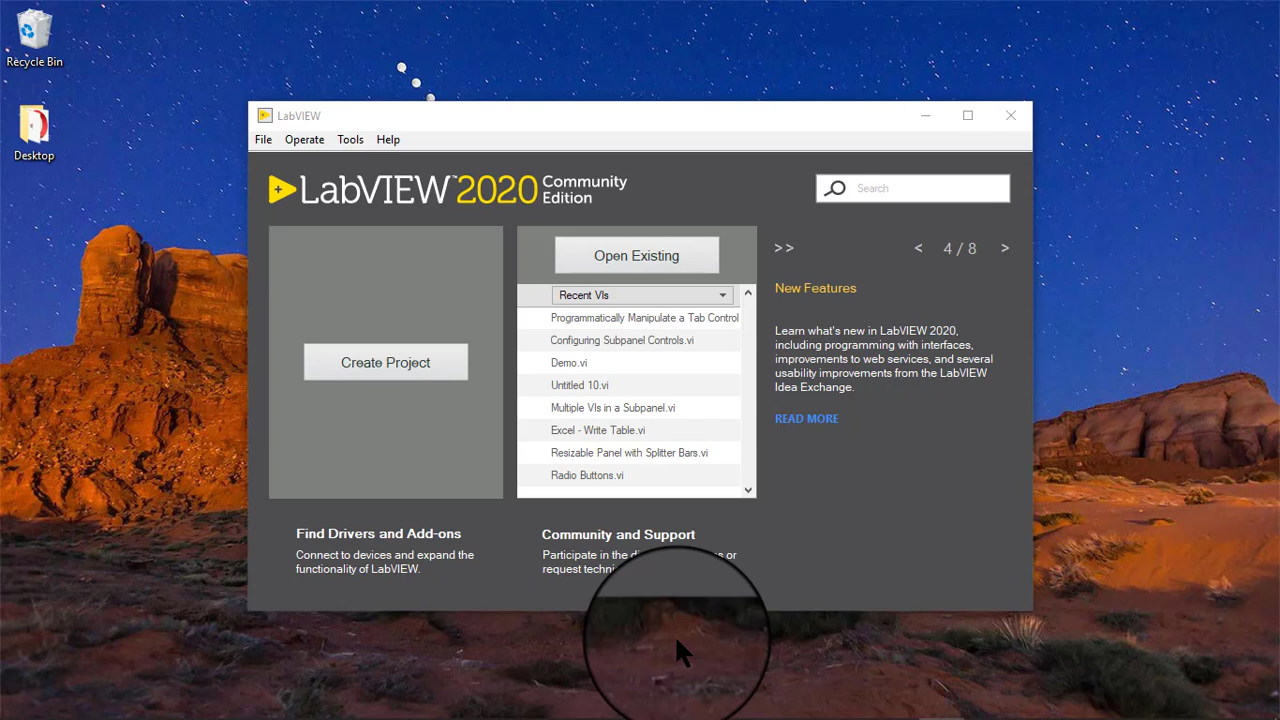 Recycle Bin
Desktop
LabVIEW
File Operate Tools Help
LabVIEW™ 2020 Community Edition
Search
Create Project
Open Existing
Recent VIs
Programmatically Manipulate a Tab Control
Configuring Subpanel Controls.vi
Demo.vi
Untitled 10.vi
Multiple VIs in a Subpanel.vi
Excel - Write Table.vi
Resizable Panel with Splitter Bars.vi
Radio Buttons.vi
>> < 4 / 8 >
New Features
Learn what's new in LabVIEW 2020,
including programming with interfaces,
improvements to web services, and several
usability improvements from the LabVIEW
Idea Exchange.
READ MORE
Find Drivers and Add-ons
Connect to devices and expand the
functionality of LabVIEW.
Community and Support
Participate in the or
request